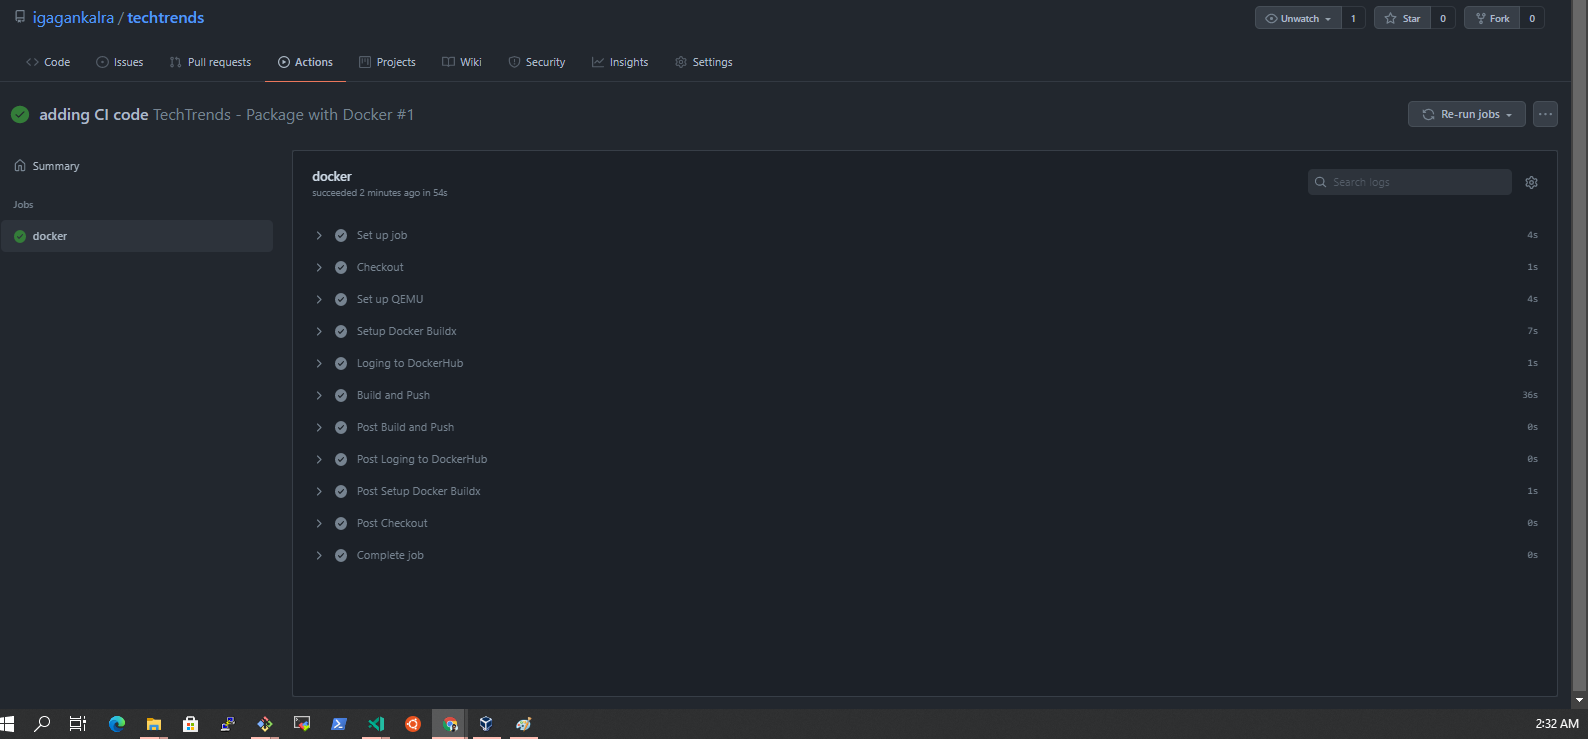 igagankalra / techtrends
Unwatch 1 Star 0 Fork 0
Code Issues Pull requests Actions Projects Wiki Security Insights Settings
adding CI code TechTrends - Package with Docker #1
Re-run jobs
Summary
Jobs
docker
docker
succeeded 2 minutes ago in 54s
Search logs
Set up job 4s
Checkout 1s
Set up QEMU 4s
Setup Docker Buildx 7s
Loging to DockerHub 1s
Build and Push 36s
Post Build and Push 0s
Post Loging to DockerHub 0s
Post Setup Docker Buildx 1s
Post Checkout 0s
Complete job 0s
2:32 AM